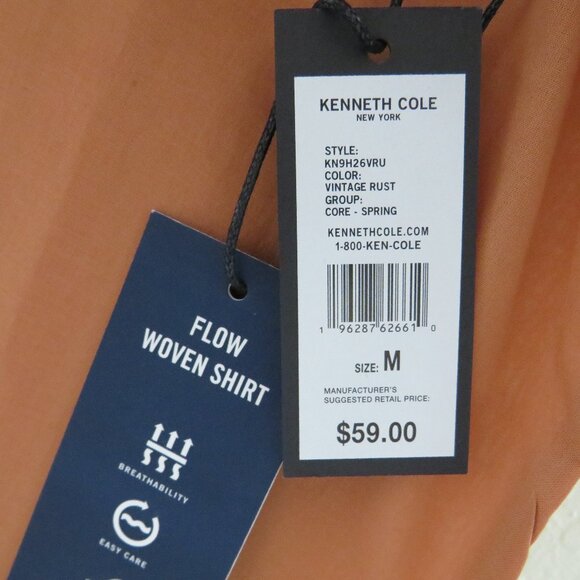 KENNETH COLE
NEW YORK
STYLE:
KN9H26VRU
COLOR:
VINTAGE RUST
GROUP:
CORE - SPRING
KENNETHCOLE.COM
1-800-KEN-COLE
1 96287 62661 0
SIZE: M
MANUFACTURER'S
SUGGESTED RETAIL PRICE:
$59.00
FLOW
WOVEN SHIRT
BREATHABILITY
EASY CARE